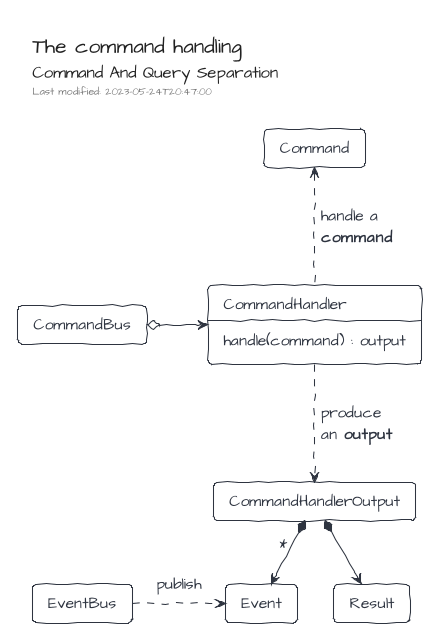 The command handling
Command And Query Separation
Last modified: 2023-05-24T20:47:00
Command
handle a
command
CommandHandler
CommandBus
handle(command) : output
produce
an output
CommandHandlerOutput
*
publish
EventBus
Event
Result